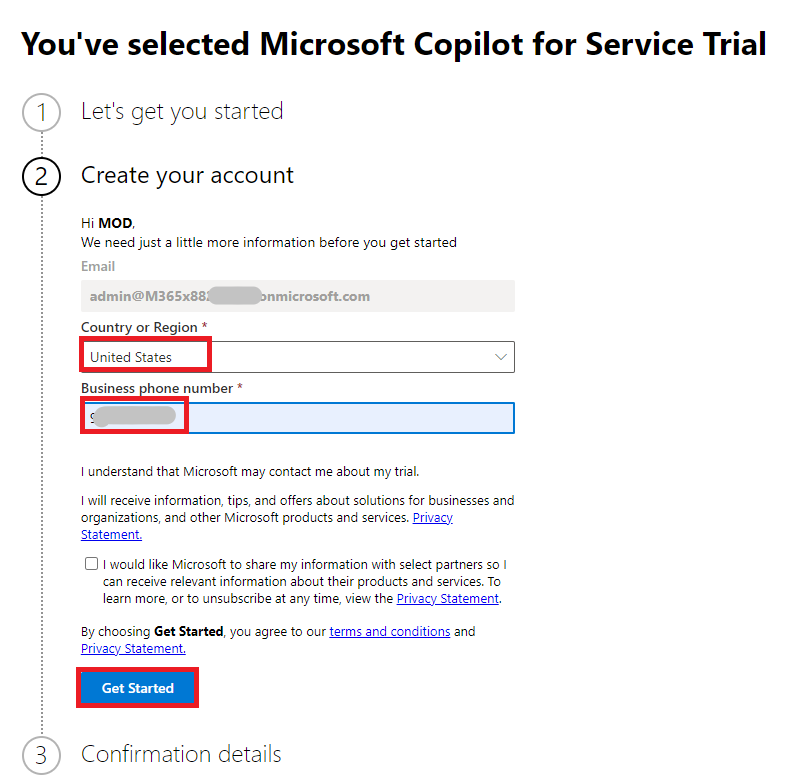 You've selected Microsoft Copilot for Service Trial
1 Let's get you started
2 Create your account
Hi MOD,
We need just a little more information before you get started
Email
admin@M365x88 onmicrosoft.com
Country or Region *
United States
Business phone number *
I understand that Microsoft may contact me about my trial.
I will receive information, tips, and offers about solutions for businesses and
organizations, and other Microsoft products and services. Privacy
Statement.
I would like Microsoft to share my information with select partners so I
can receive relevant information about their products and services. To
learn more, or to unsubscribe at any time, view the Privacy Statement.
By choosing Get Started, you agree to our terms and conditions and
Privacy Statement.
Get Started
3 Confirmation details